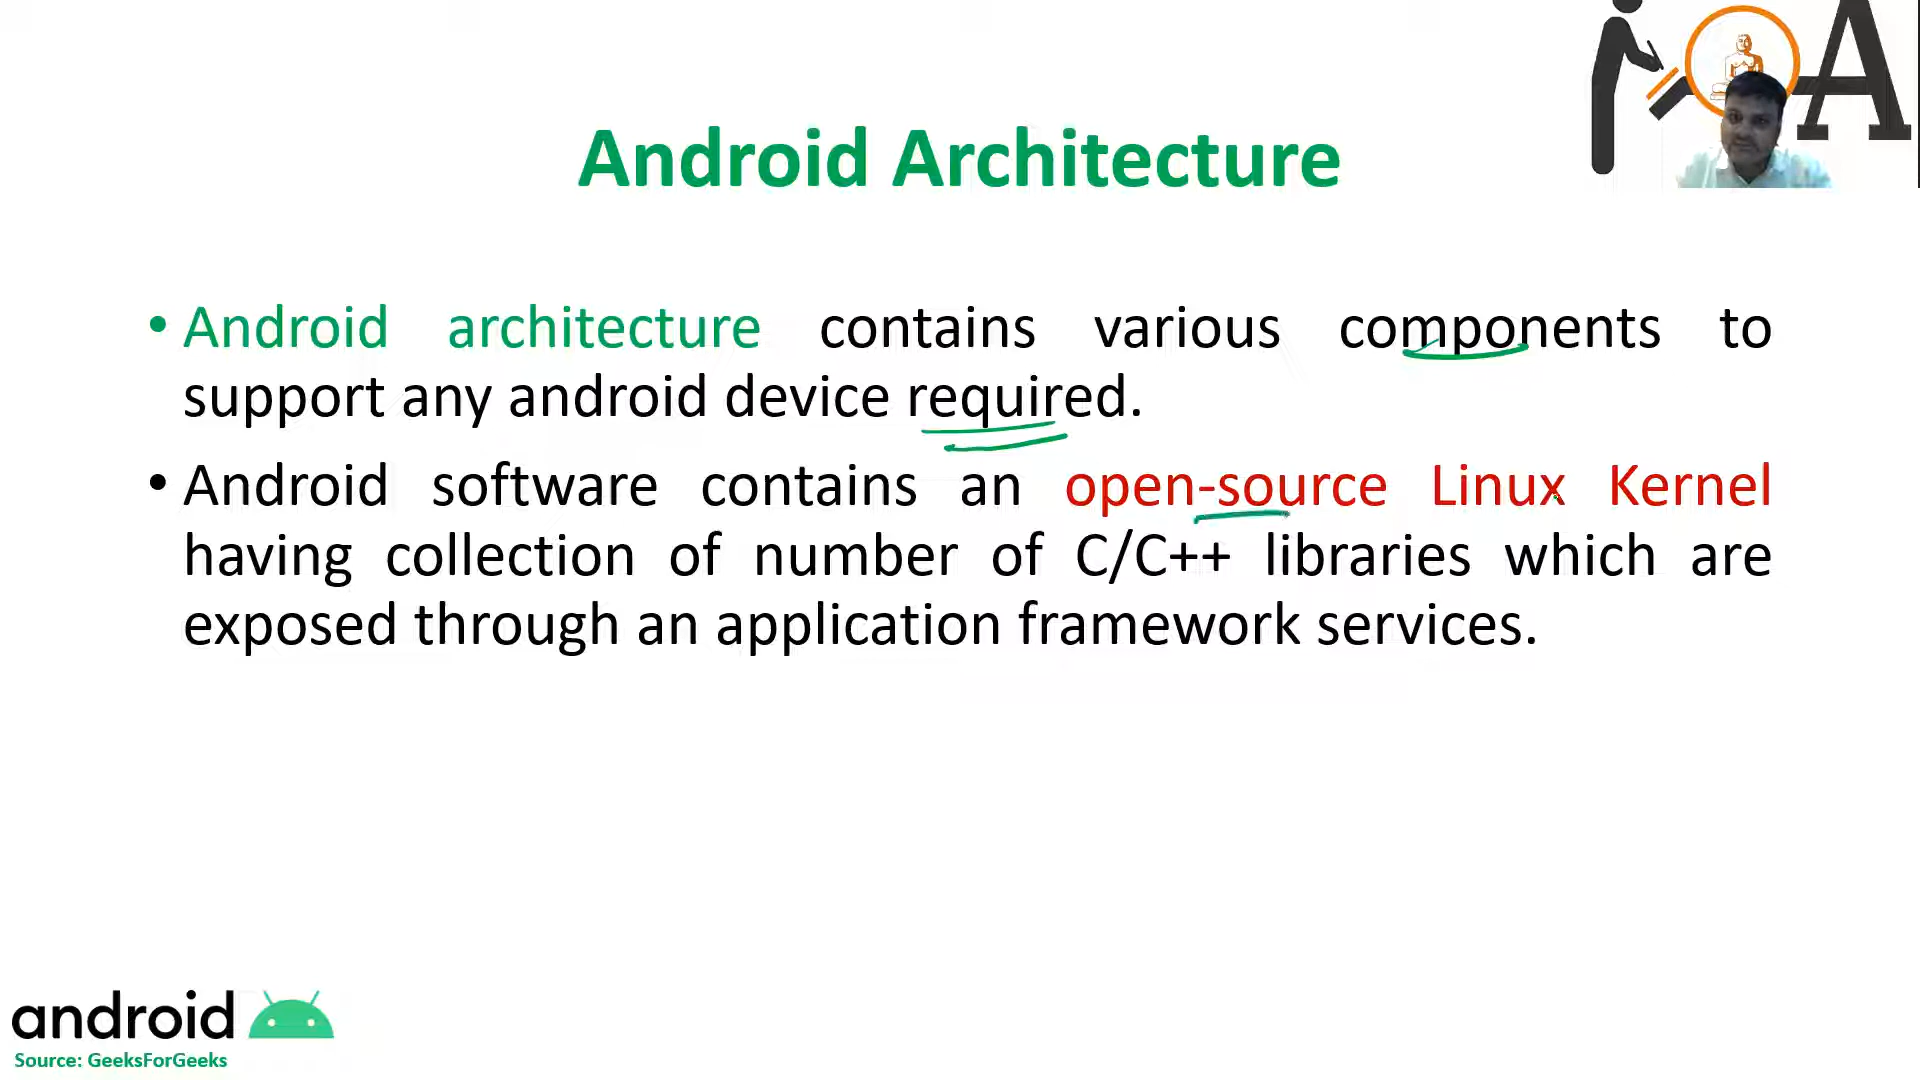 A
Android Architecture
• Android architecture contains various components to
support any android device required.
• Android software contains an open-source Linux Kernel
having collection of number of C/C++ libraries which are
exposed through an application framework services.
android
Source: GeeksForGeeks